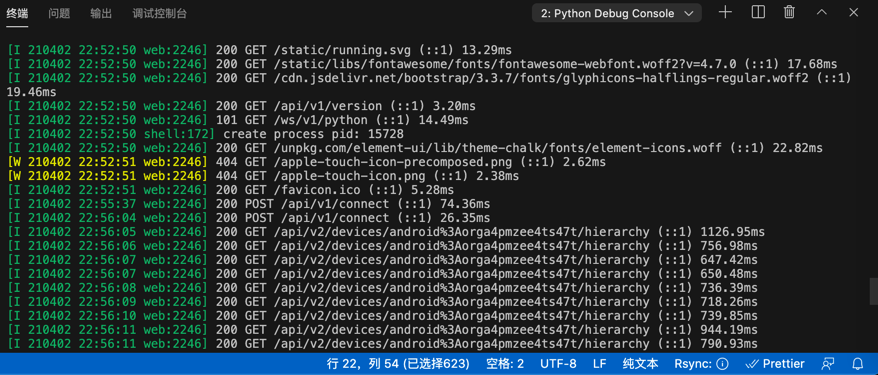 终端 问题 输出 调试控制台 2: Python Debug Console
[I 210402 22:52:50 web:2246] 200 GET /static/running.svg (::1) 13.29ms
[I 210402 22:52:50 web:2246] 200 GET /static/libs/fontawesome/fonts/fontawesome-webfont.woff2?v=4.7.0 (::1) 17.68ms
[I 210402 22:52:50 web:2246] 200 GET /cdn.jsdelivr.net/bootstrap/3.3.7/fonts/glyphicons-halflings-regular.woff2 (::1)
19.46ms
[I 210402 22:52:50 web:2246] 200 GET /api/v1/version (::1) 3.20ms
[I 210402 22:52:50 web:2246] 101 GET /ws/v1/python (::1) 14.49ms
[I 210402 22:52:50 shell:172] create process pid: 15728
[I 210402 22:52:50 web:2246] 200 GET /unpkg.com/element-ui/lib/theme-chalk/fonts/element-icons.woff (::1) 22.82ms
[W 210402 22:52:51 web:2246] 404 GET /apple-touch-icon-precomposed.png (::1) 2.62ms
[W 210402 22:52:51 web:2246] 404 GET /apple-touch-icon.png (::1) 2.38ms
[I 210402 22:52:51 web:2246] 200 GET /favicon.ico (::1) 5.28ms
[I 210402 22:55:37 web:2246] 200 POST /api/v1/connect (::1) 74.36ms
[I 210402 22:56:04 web:2246] 200 POST /api/v1/connect (::1) 26.35ms
[I 210402 22:56:05 web:2246] 200 GET /api/v2/devices/android%3Aorga4pmzee4ts47t/hierarchy (::1) 1126.95ms
[I 210402 22:56:06 web:2246] 200 GET /api/v2/devices/android%3Aorga4pmzee4ts47t/hierarchy (::1) 756.98ms
[I 210402 22:56:07 web:2246] 200 GET /api/v2/devices/android%3Aorga4pmzee4ts47t/hierarchy (::1) 647.42ms
[I 210402 22:56:07 web:2246] 200 GET /api/v2/devices/android%3Aorga4pmzee4ts47t/hierarchy (::1) 650.48ms
[I 210402 22:56:08 web:2246] 200 GET /api/v2/devices/android%3Aorga4pmzee4ts47t/hierarchy (::1) 736.39ms
[I 210402 22:56:09 web:2246] 200 GET /api/v2/devices/android%3Aorga4pmzee4ts47t/hierarchy (::1) 718.26ms
[I 210402 22:56:10 web:2246] 200 GET /api/v2/devices/android%3Aorga4pmzee4ts47t/hierarchy (::1) 739.85ms
[I 210402 22:56:11 web:2246] 200 GET /api/v2/devices/android%3Aorga4pmzee4ts47t/hierarchy (::1) 944.19ms
[I 210402 22:56:11 web:2246] 200 GET /api/v2/devices/android%3Aorga4pmzee4ts47t/hierarchy (::1) 790.93ms
行 22，列 54 (已选择623) 空格: 2 UTF-8 LF 纯文本 Rsync: Prettier